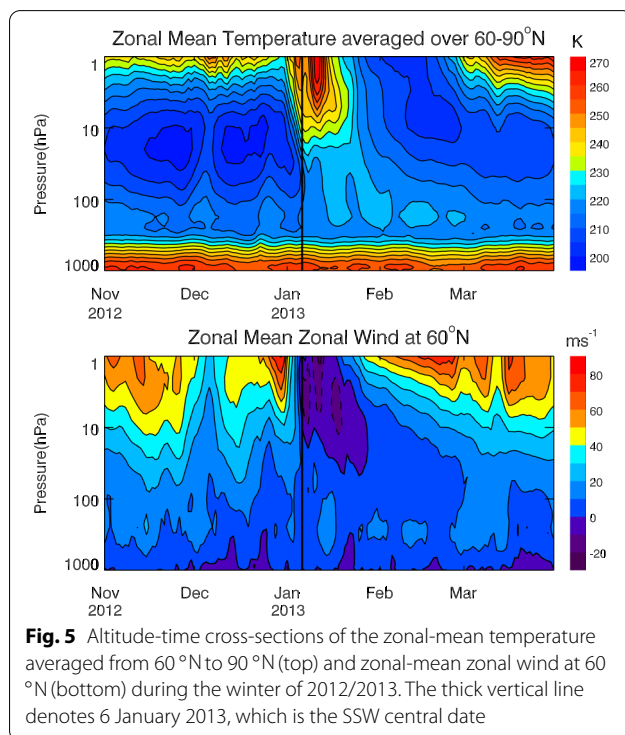 Zonal Mean Temperature averaged over 60-90°N
K
Pressure(hPa)
1
10
100
1000
270
260
250
240
230
220
210
200
Nov Dec Jan Feb Mar
2012 2013
Zonal Mean Zonal Wind at 60°N
ms⁻¹
Pressure(hPa)
1
10
100
1000
80
60
40
20
0
-20
Nov Dec Jan Feb Mar
2012 2013
Fig. 5 Altitude-time cross-sections of the zonal-mean temperature
averaged from 60 °N to 90 °N (top) and zonal-mean zonal wind at 60
°N (bottom) during the winter of 2012/2013. The thick vertical line
denotes 6 January 2013, which is the SSW central date